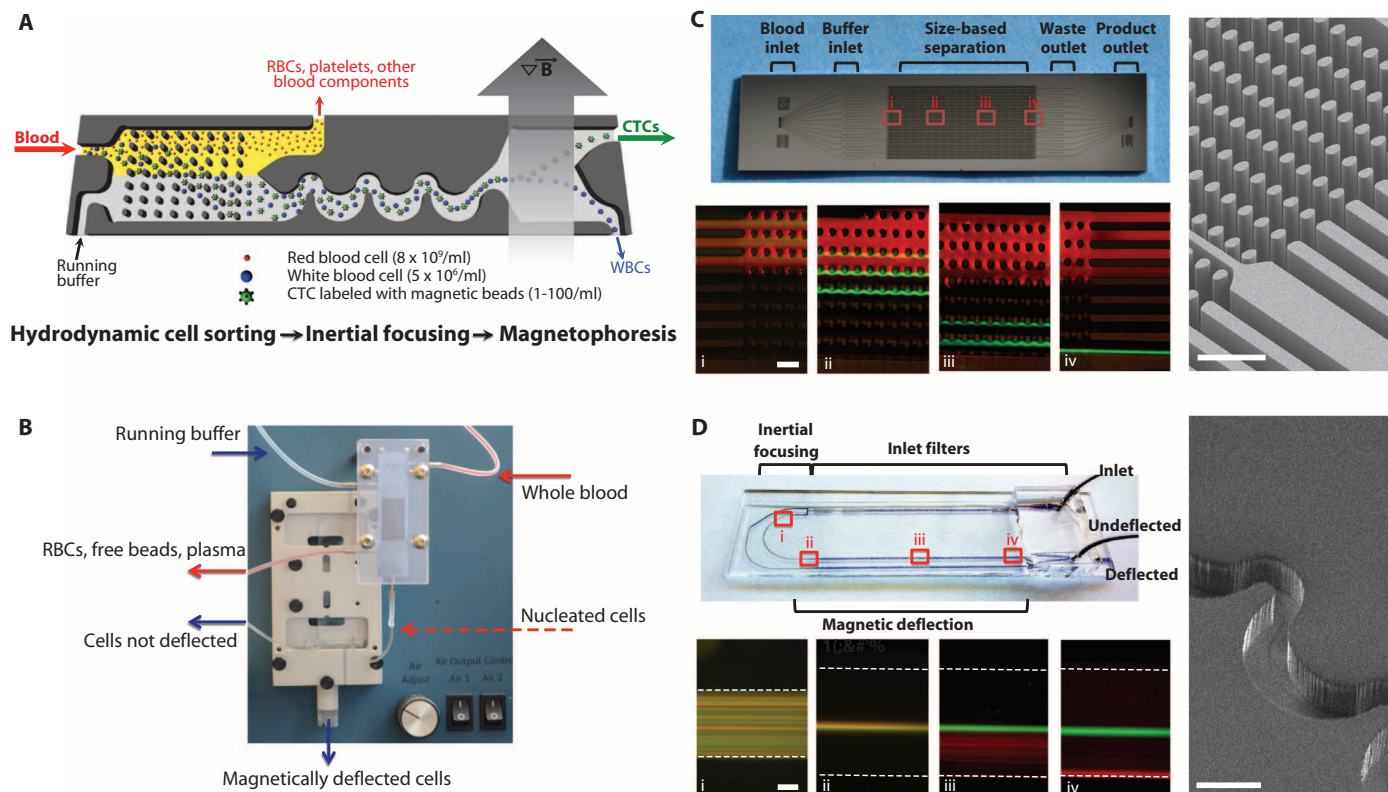 A
RBCs, platelets, other
blood components
▽B
Blood
CTCs
Running
buffer
WBCs
Red blood cell (8 x 10⁹/ml)
White blood cell (5 x 10⁶/ml)
CTC labeled with magnetic beads (1-100/ml)
Hydrodynamic cell sorting → Inertial focusing → Magnetophoresis
B
Running buffer
Whole blood
RBCs, free beads, plasma
Nucleated cells
Cells not deflected
Air
Adjust
Air Output Contro
Air 1
Air 2
Magnetically deflected cells
C
Blood
inlet
Buffer
inlet
Size-based
separation
Waste
outlet
Product
outlet
i
ii
iii
iv
i
ii
iii
iv
D
Inertial
focusing
Inlet filters
Inlet
Undeflected
Deflected
i
ii
iii
iv
Magnetic deflection
1(;&#'%
i
ii
iii
iv